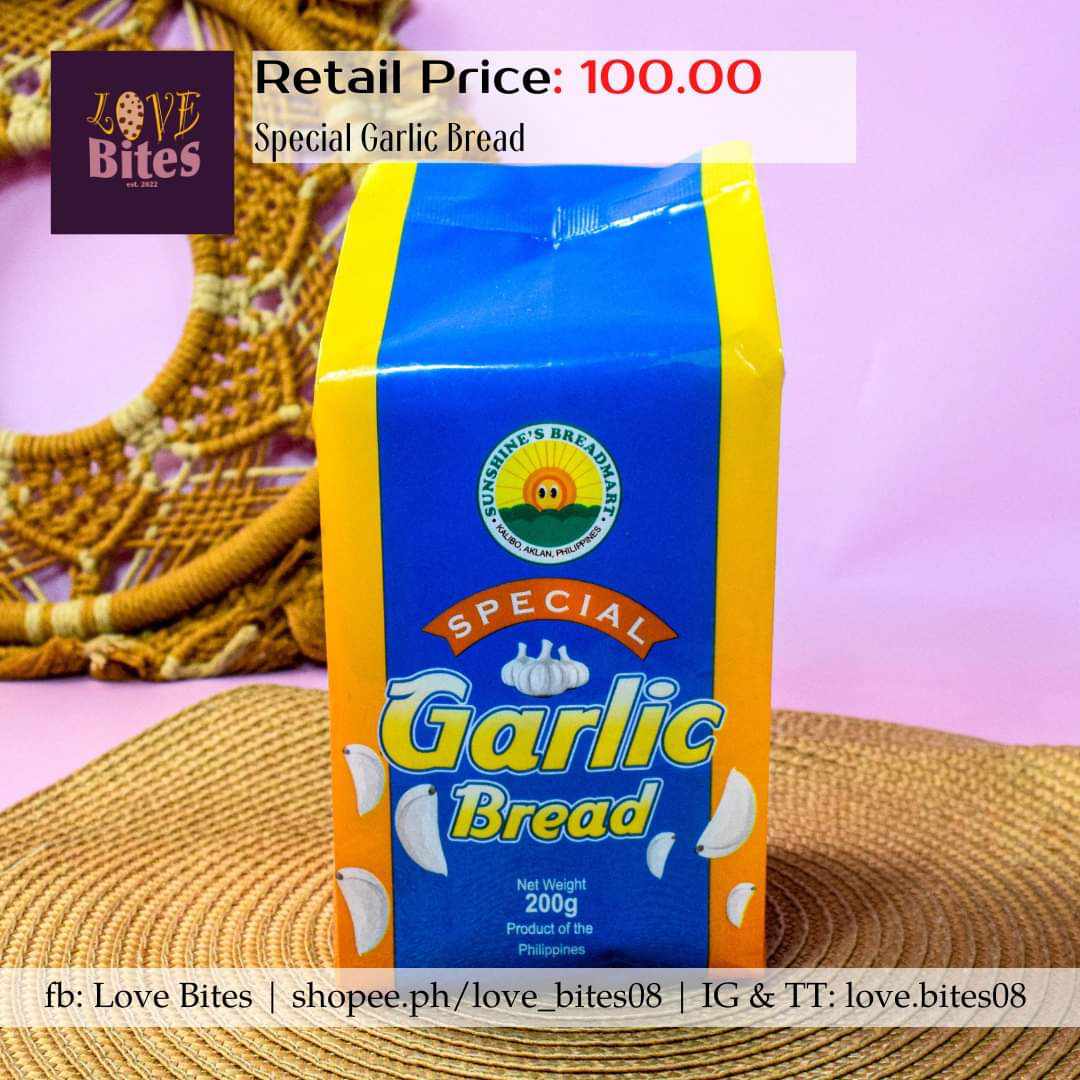 LOVE
Bites
est. 2022
Retail Price: 100.00
Special Garlic Bread
SUNSHINE'S BREADMART
KALIBO, AKLAN, PHILIPPINES
SPECIAL
Garlic
Bread
Net Weight
200g
Product of the
Philippines
fb: Love Bites | shopee.ph/love_bites08 | IG & TT: love.bites08